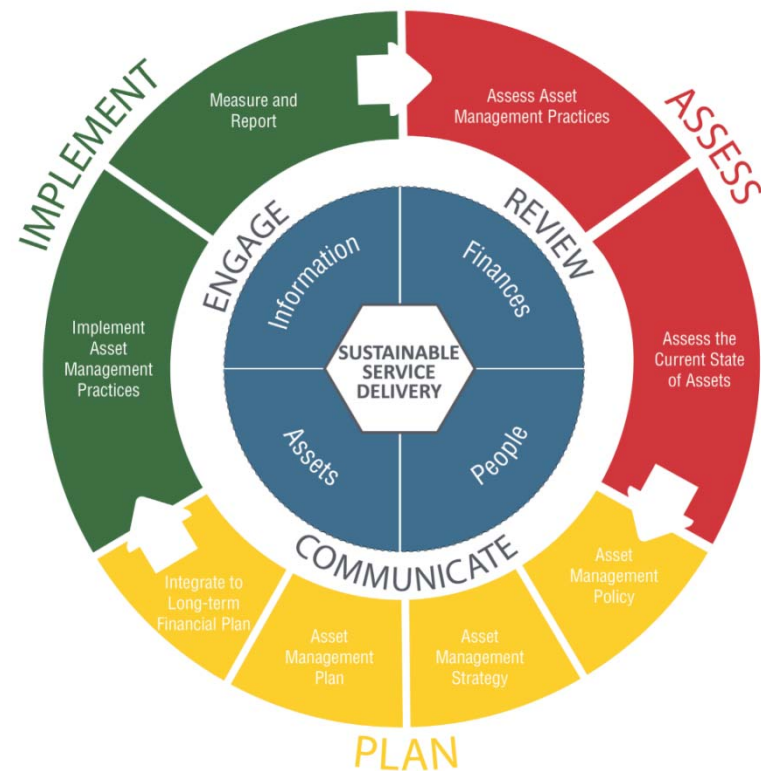 IMPLEMENT
Measure and
Report
Assess Asset
Management Practices
ASSESS
ENGAGE
REVIEW
Information
Finances
Implement
Asset
Management
Practices
SUSTAINABLE
SERVICE
DELIVERY
Assess the
Current State
of Assets
Assets
People
COMMUNICATE
Integrate to
Long-term
Financial Plan
Asset
Management
Plan
Asset
Management
Strategy
Asset
Management
Policy
PLAN